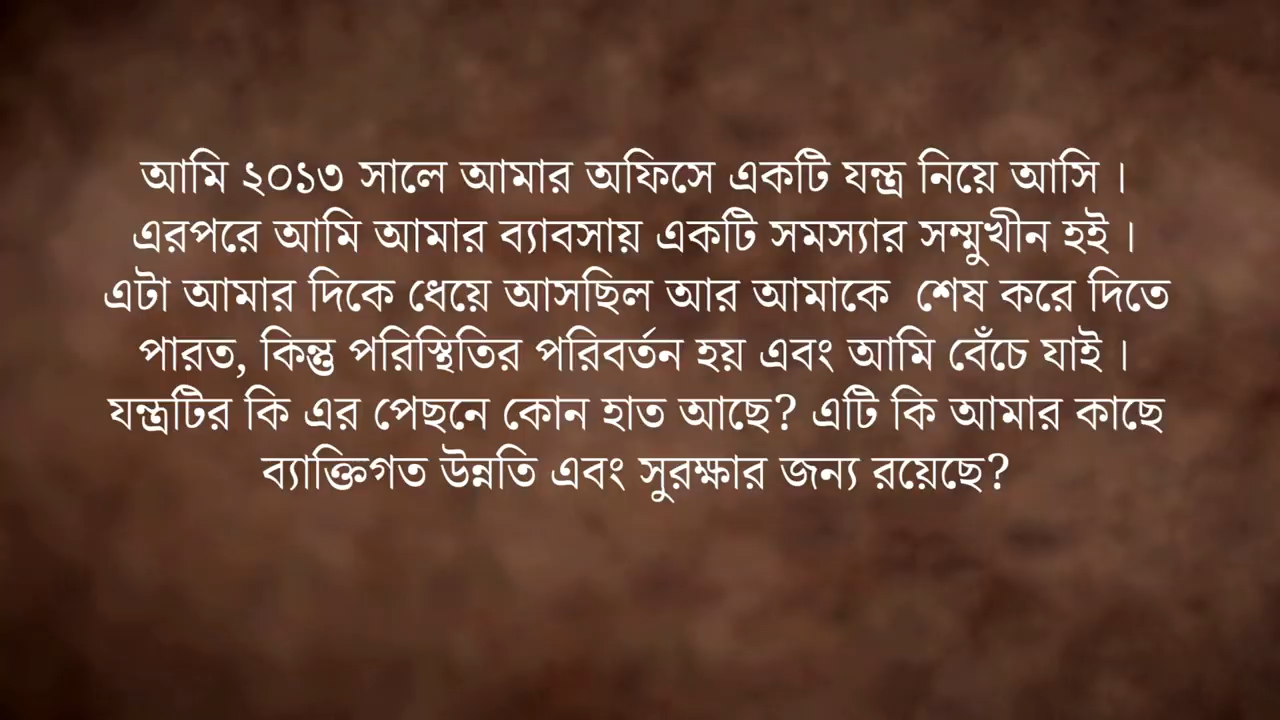 আমি ২০১৩ সালে আমার অফিসে একটি যন্ত্র নিয়ে আসি ।
এরপরে আমি আমার ব্যাবসায় একটি সমস্যার সম্মুখীন হই ।
এটা আমার দিকে ধেয়ে আসছিল আর আমাকে শেষ করে দিতে
পারত, কিন্তু পরিস্থিতির পরিবর্তন হয় এবং আমি বেঁচে যাই ।
যন্ত্রটির কি এর পেছনে কোন হাত আছে? এটি কি আমার কাছে
ব্যাক্তিগত উন্নতি এবং সুরক্ষার জন্য রয়েছে?